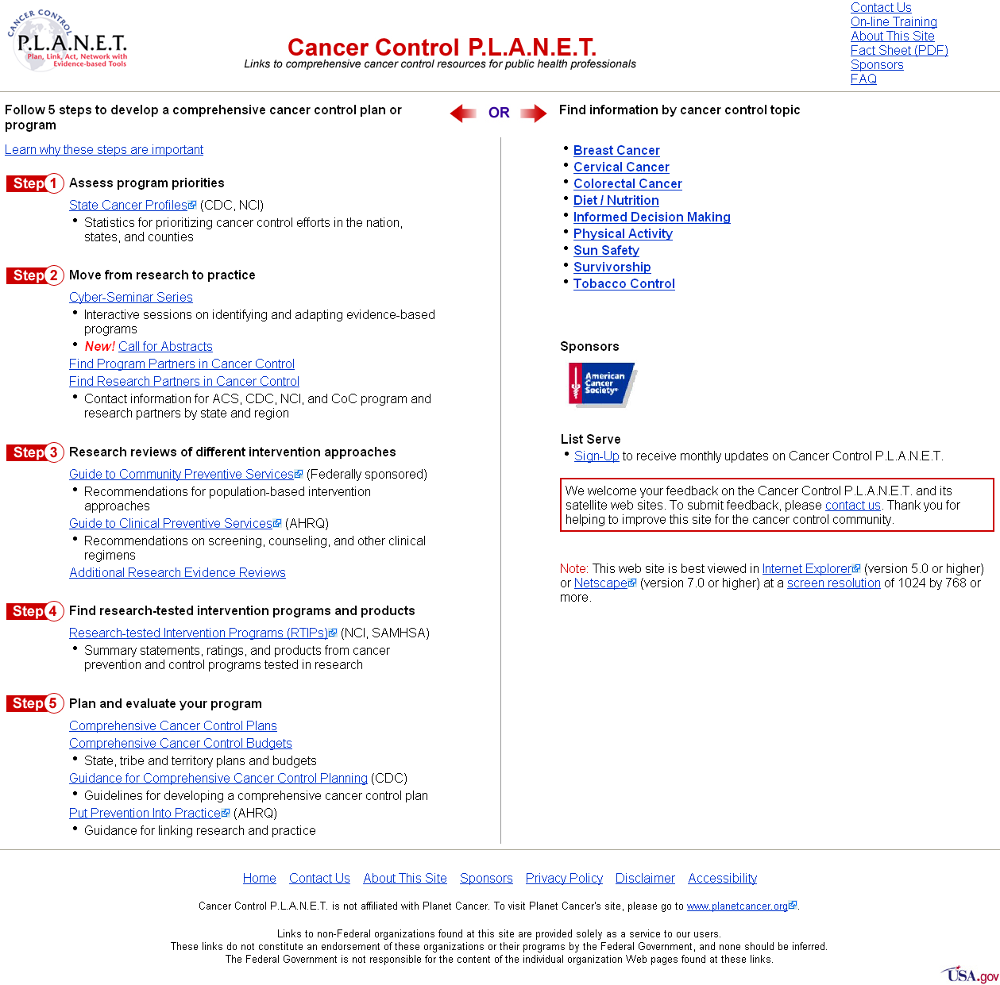 CANCER CONTROL
P.L.A.N.E.T.
Plan, Link, Act, Network with
Evidence-based Tools
Cancer Control P.L.A.N.E.T.
Links to comprehensive cancer control resources for public health professionals
Contact Us
On-line Training
About This Site
Fact Sheet (PDF)
Sponsors
FAQ
Follow 5 steps to develop a comprehensive cancer control plan or
program
OR
Find information by cancer control topic
Learn why these steps are important
Step 1 Assess program priorities
State Cancer Profiles (CDC, NCI)
• Statistics for prioritizing cancer control efforts in the nation,
states, and counties
Step 2 Move from research to practice
Cyber-Seminar Series
• Interactive sessions on identifying and adapting evidence-based
programs
• New! Call for Abstracts
Find Program Partners in Cancer Control
Find Research Partners in Cancer Control
• Contact information for ACS, CDC, NCI, and CoC program and
research partners by state and region
Step 3 Research reviews of different intervention approaches
Guide to Community Preventive Services (Federally sponsored)
• Recommendations for population-based intervention
approaches
Guide to Clinical Preventive Services (AHRQ)
• Recommendations on screening, counseling, and other clinical
regimens
Additional Research Evidence Reviews
Step 4 Find research-tested intervention programs and products
Research-tested Intervention Programs (RTIPs) (NCI, SAMHSA)
• Summary statements, ratings, and products from cancer
prevention and control programs tested in research
Step 5 Plan and evaluate your program
Comprehensive Cancer Control Plans
Comprehensive Cancer Control Budgets
• State, tribe and territory plans and budgets
Guidance for Comprehensive Cancer Control Planning (CDC)
• Guidelines for developing a comprehensive cancer control plan
Put Prevention Into Practice (AHRQ)
• Guidance for linking research and practice
• Breast Cancer
• Cervical Cancer
• Colorectal Cancer
• Diet / Nutrition
• Informed Decision Making
• Physical Activity
• Sun Safety
• Survivorship
• Tobacco Control
Sponsors
American
Cancer
Society®
List Serve
• Sign-Up to receive monthly updates on Cancer Control P.L.A.N.E.T.
We welcome your feedback on the Cancer Control P.L.A.N.E.T. and its
satellite web sites. To submit feedback, please contact us. Thank you for
helping to improve this site for the cancer control community.
Note: This web site is best viewed in Internet Explorer (version 5.0 or higher)
or Netscape (version 7.0 or higher) at a screen resolution of 1024 by 768 or
more.
Home Contact Us About This Site Sponsors Privacy Policy Disclaimer Accessibility
Cancer Control P.L.A.N.E.T. is not affiliated with Planet Cancer. To visit Planet Cancer's site, please go to www.planetcancer.org.
Links to non-Federal organizations found at this site are provided solely as a service to our users.
These links do not constitute an endorsement of these organizations or their programs by the Federal Government, and none should be inferred.
The Federal Government is not responsible for the content of the individual organization Web pages found at these links.
USA.gov